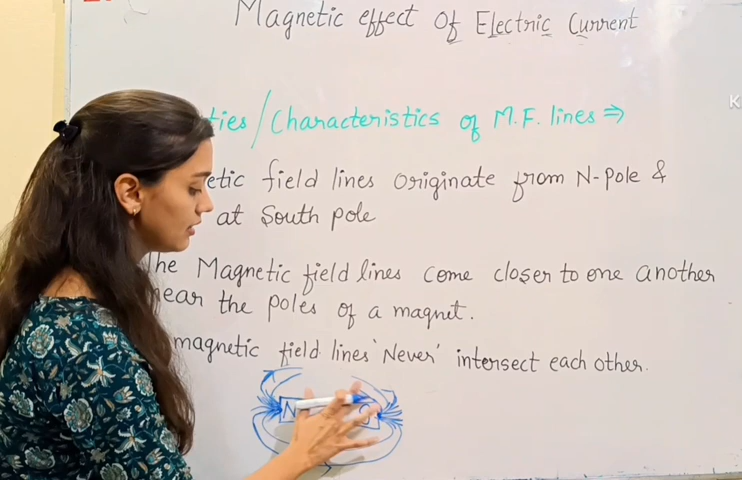 Magnetic effect of Electric Current
ties/Characteristics of M.F. lines ⇒
etic field lines originate from N-pole &
at South pole
he Magnetic field lines come closer to one another
near the poles of a magnet.
magnetic field lines 'Never' intersect each other.
N S
K